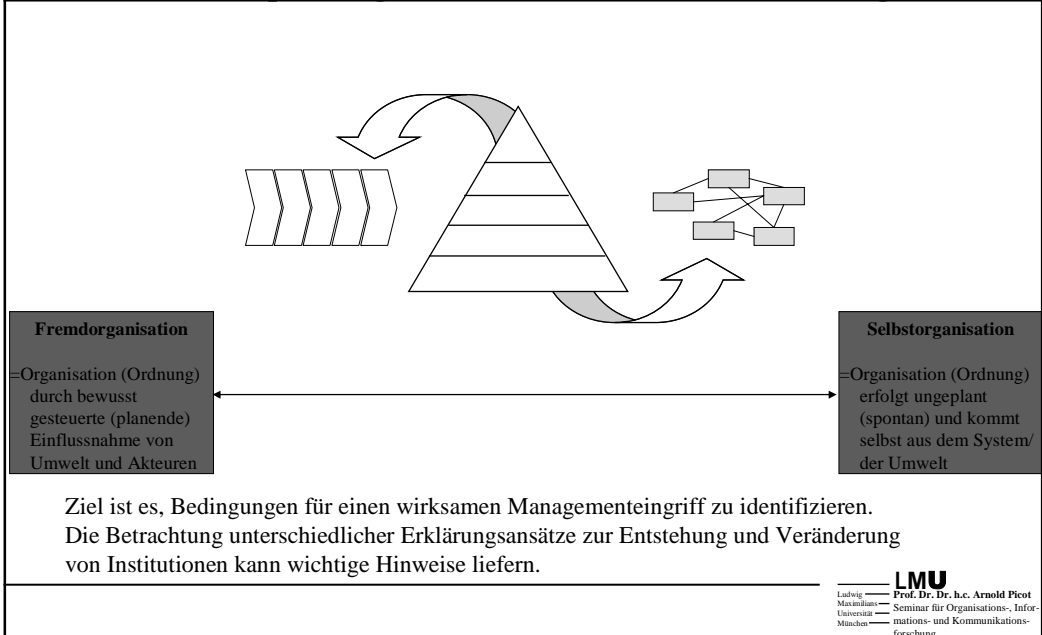 Fremdorganisation
=Organisation (Ordnung)
durch bewusst
gesteuerte (planende)
Einflussnahme von
Umwelt und Akteuren
Selbstorganisation
=Organisation (Ordnung)
erfolgt ungeplant
(spontan) und kommt
selbst aus dem System/
der Umwelt
Ziel ist es, Bedingungen für einen wirksamen Managementeingriff zu identifizieren.
Die Betrachtung unterschiedlicher Erklärungsansätze zur Entstehung und Veränderung
von Institutionen kann wichtige Hinweise liefern.
LMU
Ludwig
Maximilians
Universität
München
Prof. Dr. Dr. h.c. Arnold Picot
Seminar für Organisations-, Infor-
mations- und Kommunikations-
forschung